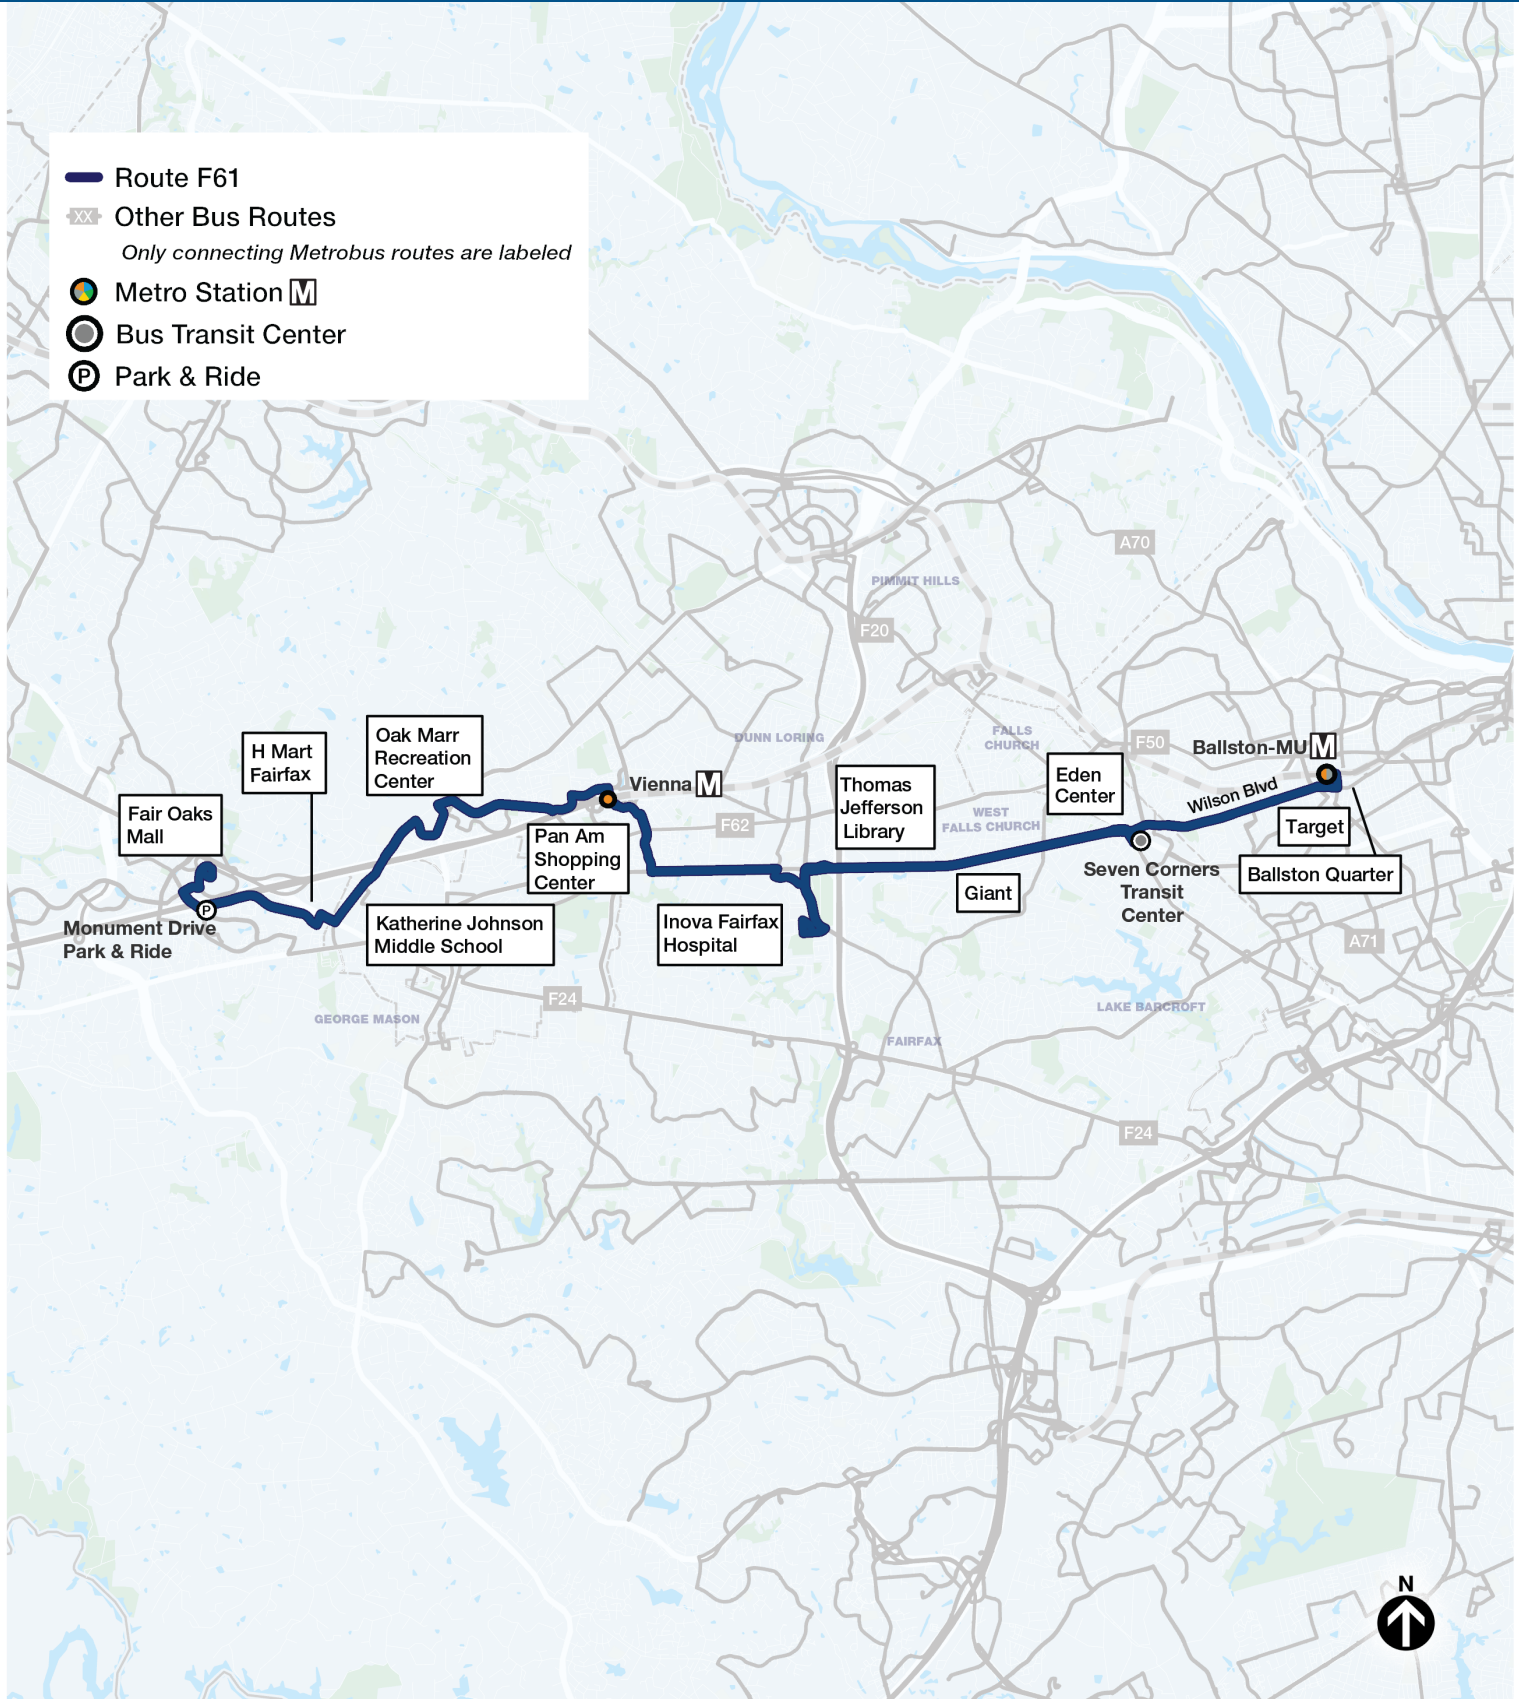 Route F61
XX
Other Bus Routes
Only connecting Metrobus routes are labeled
Metro Station M
Bus Transit Center
P
Park & Ride
A70
PIMMIT HILLS
F20
Oak Marr
Recreation
Center
H Mart
Fairfax
DUNN LORING
FALLS
CHURCH
F50
Ballston-MU M
Fair Oaks
Mall
Vienna M
Thomas
Jefferson
Library
Eden
Center
Wilson Blvd
WEST
FALLS CHURCH
F62
Target
Pan Am
Shopping
Center
Giant
Seven Corners
Transit
Center
Ballston Quarter
P
Monument Drive
Park & Ride
Katherine Johnson
Middle School
Inova Fairfax
Hospital
A71
F24
LAKE BARCROFT
GEORGE MASON
FAIRFAX
F24
N